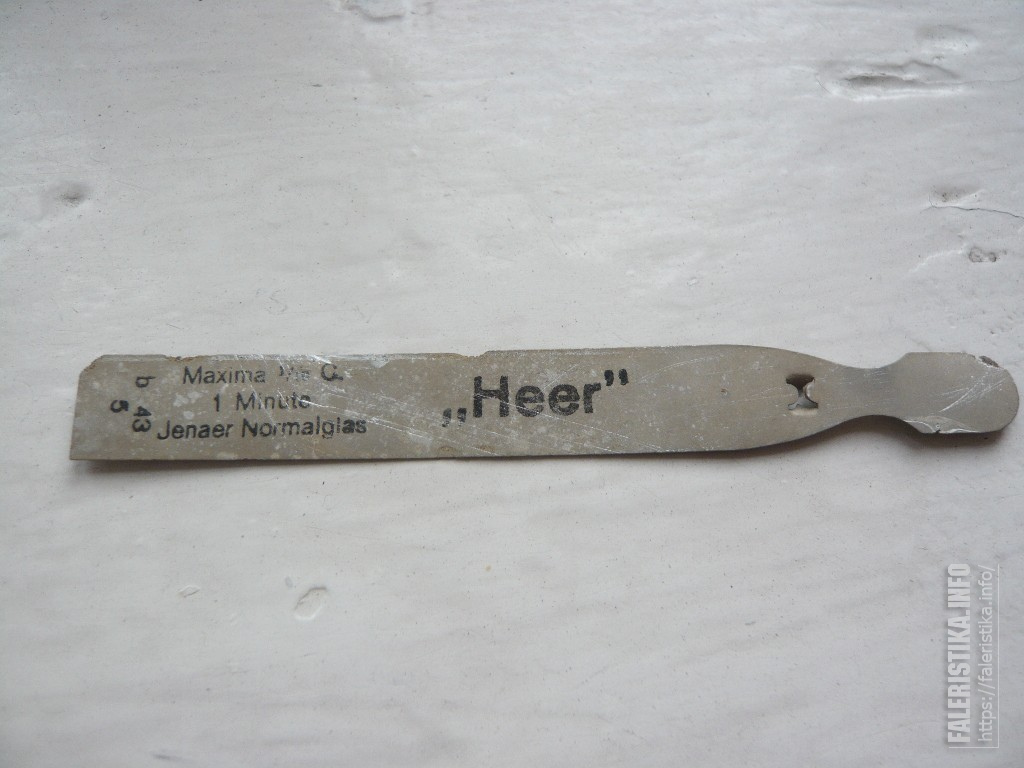 Maxima C.
1 Minute
Jenaer Normalglas
b 43
5
„Heer”
FALERISTIKA.INFO
https://faleristika.info/